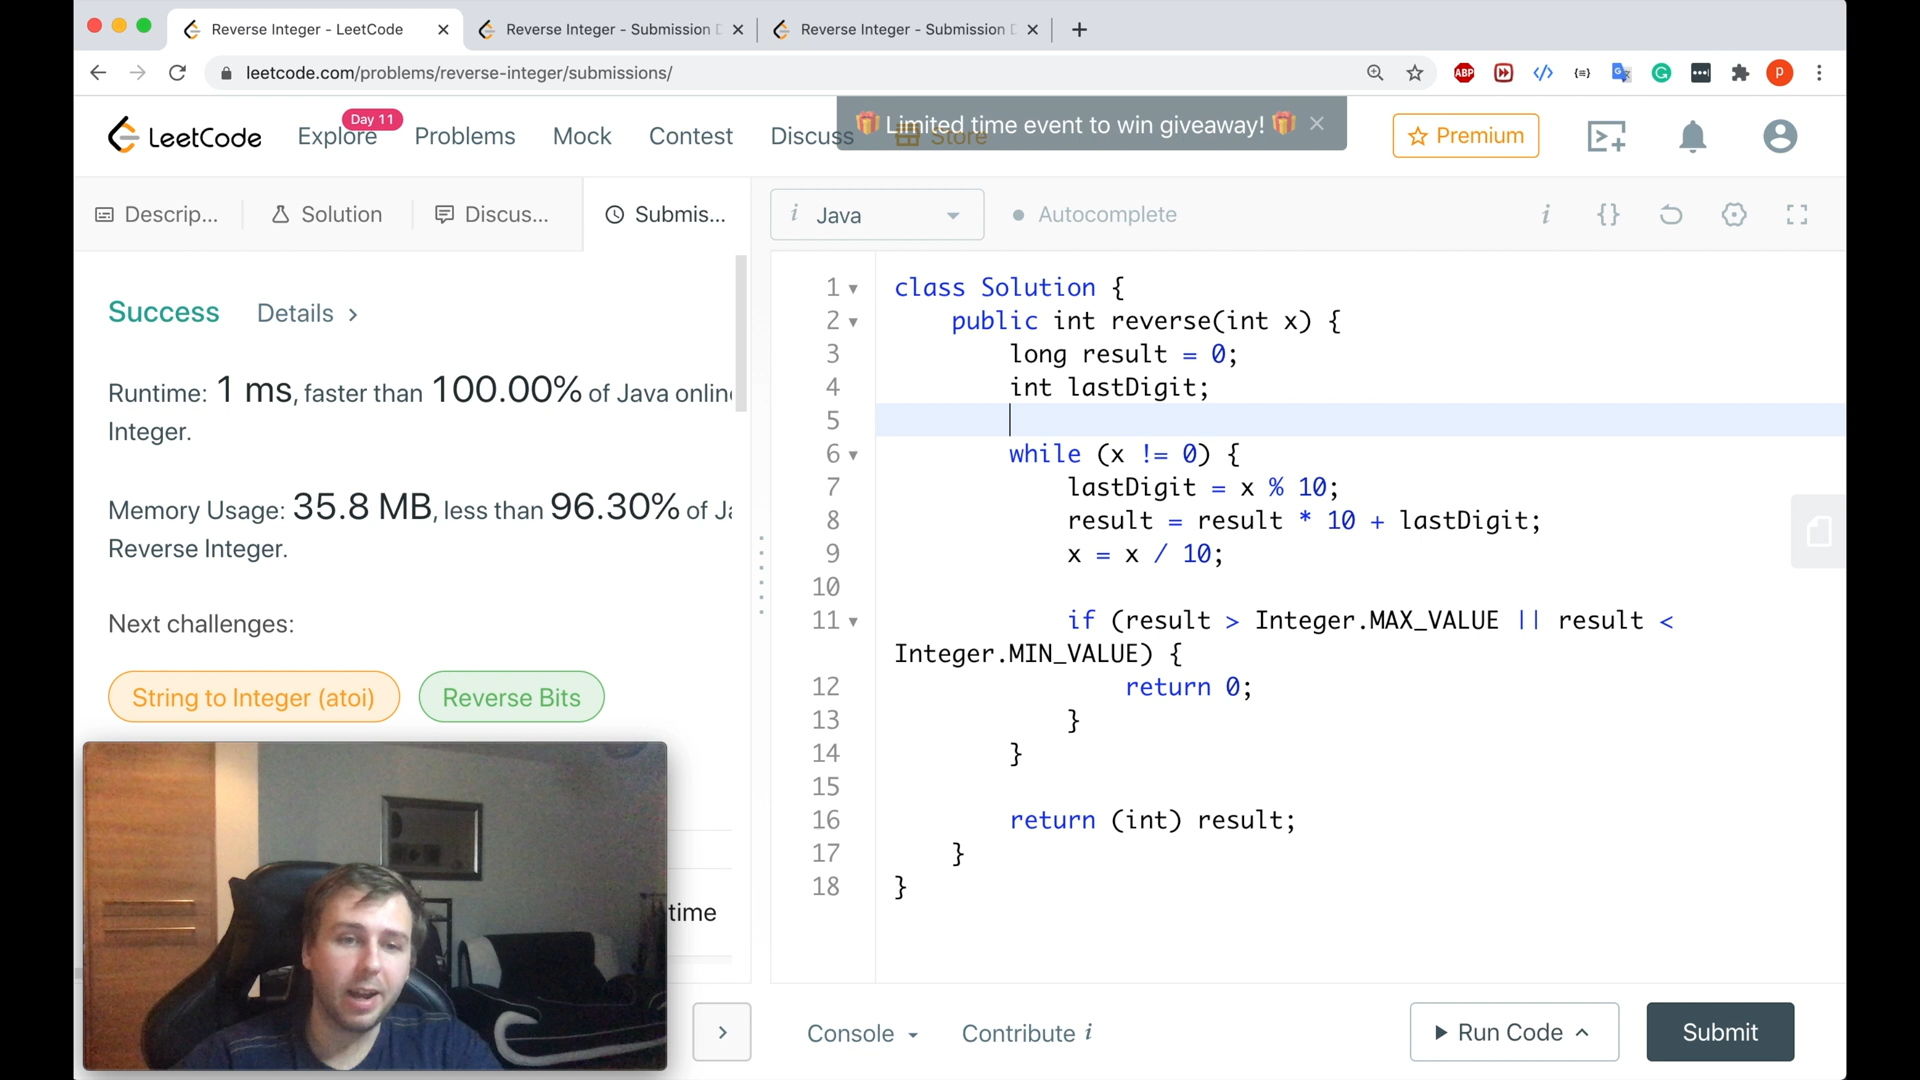 Reverse Integer - LeetCode
Reverse Integer - Submission D
Reverse Integer - Submission D
leetcode.com/problems/reverse-integer/submissions/
ABP
P
LeetCode
Explore
Day 11
Problems
Mock
Contest
Discuss
Store
🎁 Limited time event to win giveaway! 🎁
Premium
Descrip...
Solution
Discus...
Submis...
i Java
Autocomplete
Success
Details
Runtime: 1 ms, faster than 100.00% of Java online
Integer.
Memory Usage: 35.8 MB, less than 96.30% of Ja
Reverse Integer.
Next challenges:
String to Integer (atoi)
Reverse Bits
time
1 class Solution {
2 public int reverse(int x) {
3 long result = 0;
4 int lastDigit;
5
6 while (x != 0) {
7 lastDigit = x % 10;
8 result = result * 10 + lastDigit;
9 x = x / 10;
10
11 if (result > Integer.MAX_VALUE || result <
Integer.MIN_VALUE) {
12 return 0;
13 }
14 }
15
16 return (int) result;
17 }
18 }
Console
Contribute i
Run Code
Submit